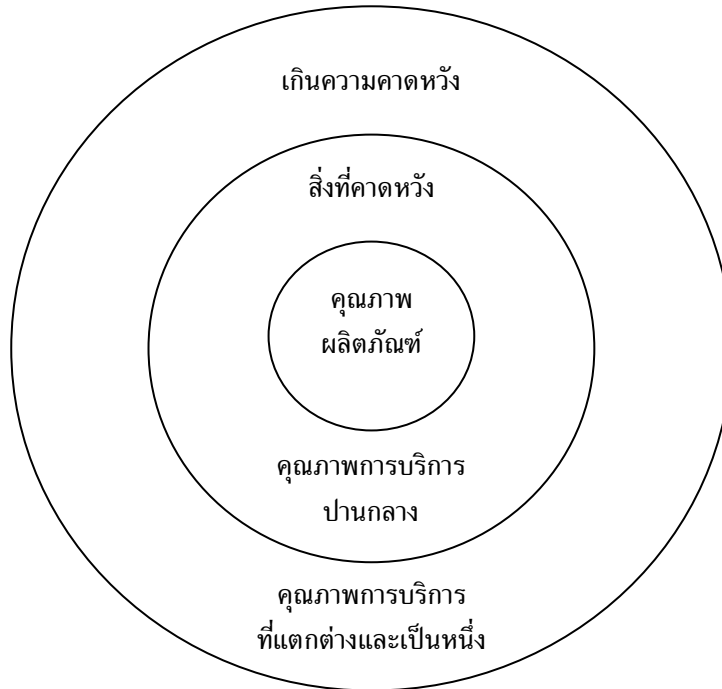 เกินความคาดหวัง
สิ่งที่คาดหวัง
คุณภาพ
ผลิตภัณฑ์
คุณภาพการบริการ
ปานกลาง
คุณภาพการบริการ
ที่แตกต่างและเป็นหนึ่ง